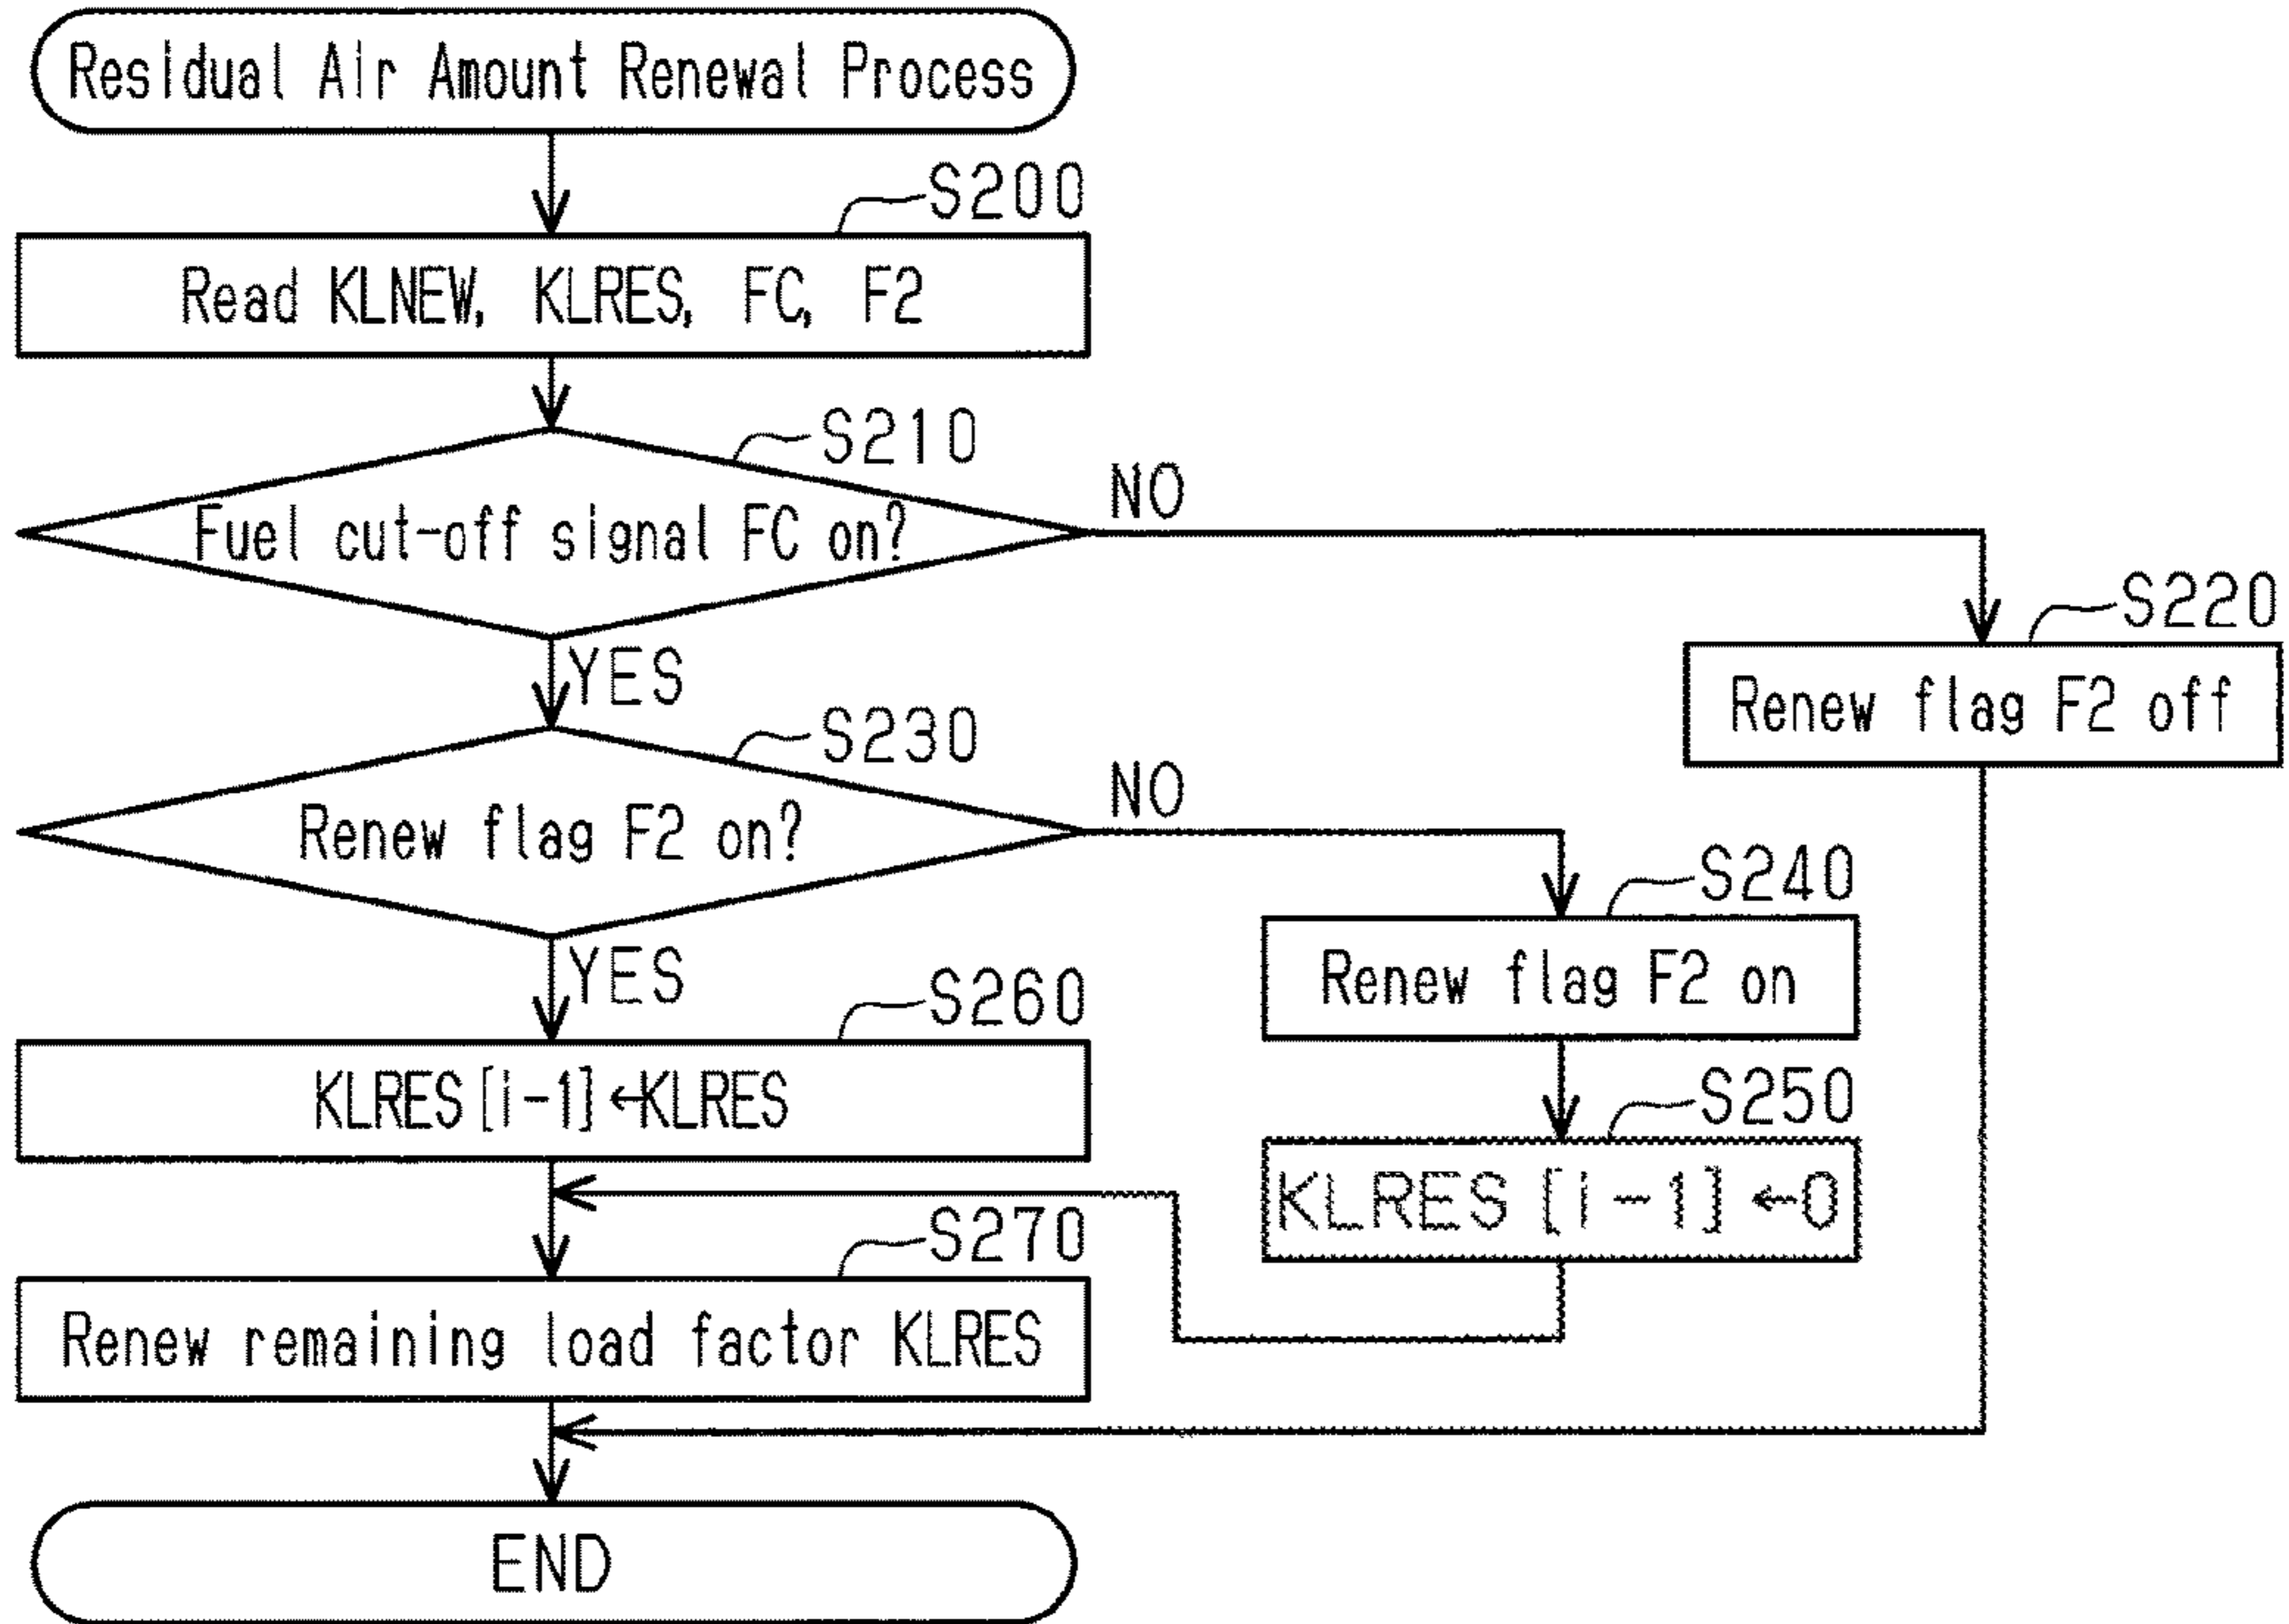 Residual Air Amount Renewal Process
S200
Read KLNEW, KLRES, FC, F2
S210
Fuel cut-off signal FC on?
NO
YES
S220
Renew flag F2 off
S230
Renew flag F2 on?
NO
YES
S240
Renew flag F2 on
S250
KLRES [i-1] ←0
S260
KLRES [i-1] ←KLRES
S270
Renew remaining load factor KLRES
END